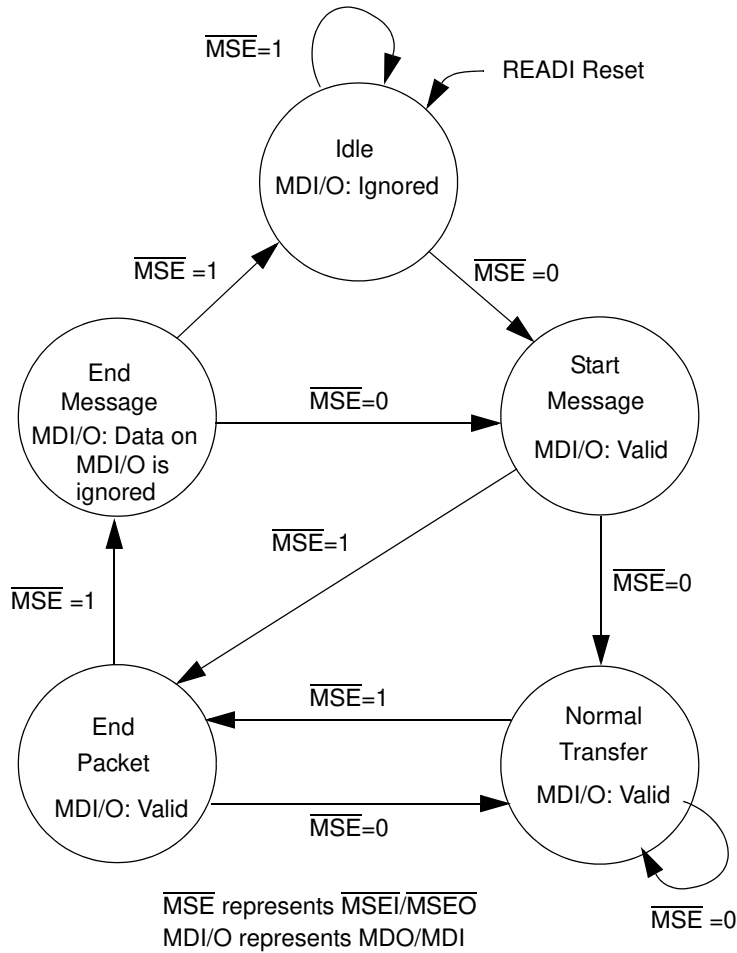 MSE=1
READI Reset
Idle
MDI/O: Ignored
MSE =1
MSE =0
End
Message
MDI/O: Data on
MDI/O is
ignored
MSE=0
Start
Message
MDI/O: Valid
MSE=1
MSE =1
MSE=0
End
Packet
MDI/O: Valid
MSE=1
MSE=0
Normal
Transfer
MDI/O: Valid
MSE =0
MSE represents MSEI/MSEO
MDI/O represents MDO/MDI